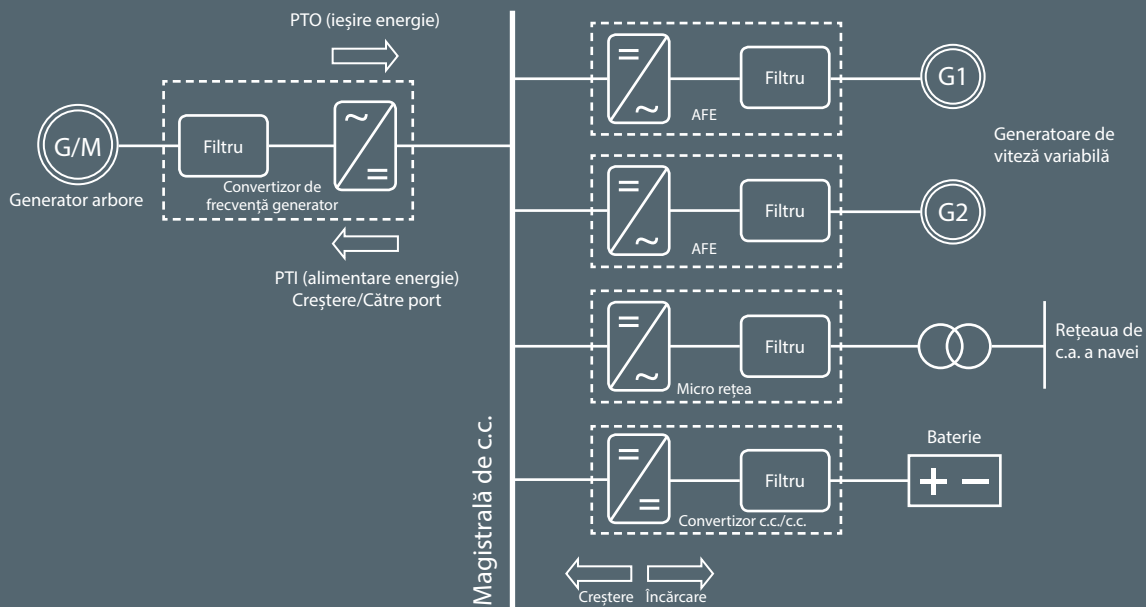 PTO (ieșire energie)
G/M
Filtru
~
=
Generator arbore
Convertizor de
frecvență generator
PTI (alimentare energie)
Creștere/Către port
Magistrală de c.c.
=
~
Filtru
AFE
G1
Generatoare de
viteză variabilă
=
~
Filtru
AFE
G2
=
~
Filtru
Micro rețea
Rețeaua de
c.a. a navei
=
=
Filtru
Convertizor c.c./c.c.
Baterie
+ −
Creștere
Încărcare